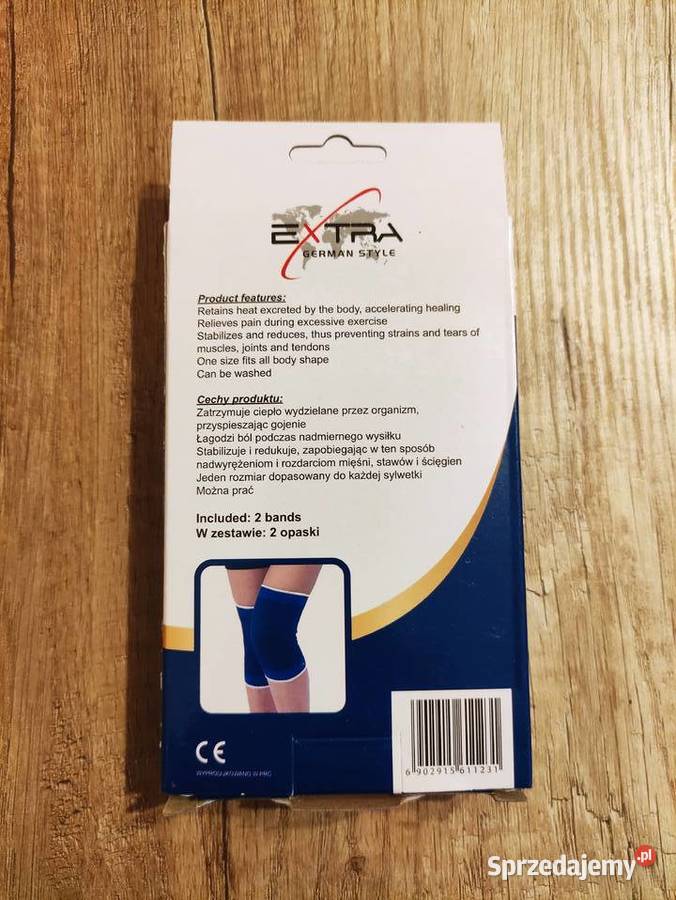 EXTRA
GERMAN STYLE
Product features:
Retains heat excreted by the body, accelerating healing
Relieves pain during excessive exercise
Stabilizes and reduces, thus preventing strains and tears of
muscles, joints and tendons
One size fits all body shape
Can be washed
Cechy produktu:
Zatrzymuje ciepło wydzielane przez organizm,
przyspieszając gojenie
Łagodzi ból podczas nadmiernego wysiłku
Stabilizuje i redukuje, zapobiegając w ten sposób
nadwyrężeniom i rozdarciom mięśni, stawów i ścięgien
Jeden rozmiar dopasowany do każdej sylwetki
Można prać
Included: 2 bands
W zestawie: 2 opaski
CE
WYPRODUKOWANO W PRC
6 902915 611231
Sprzedajemy.pl